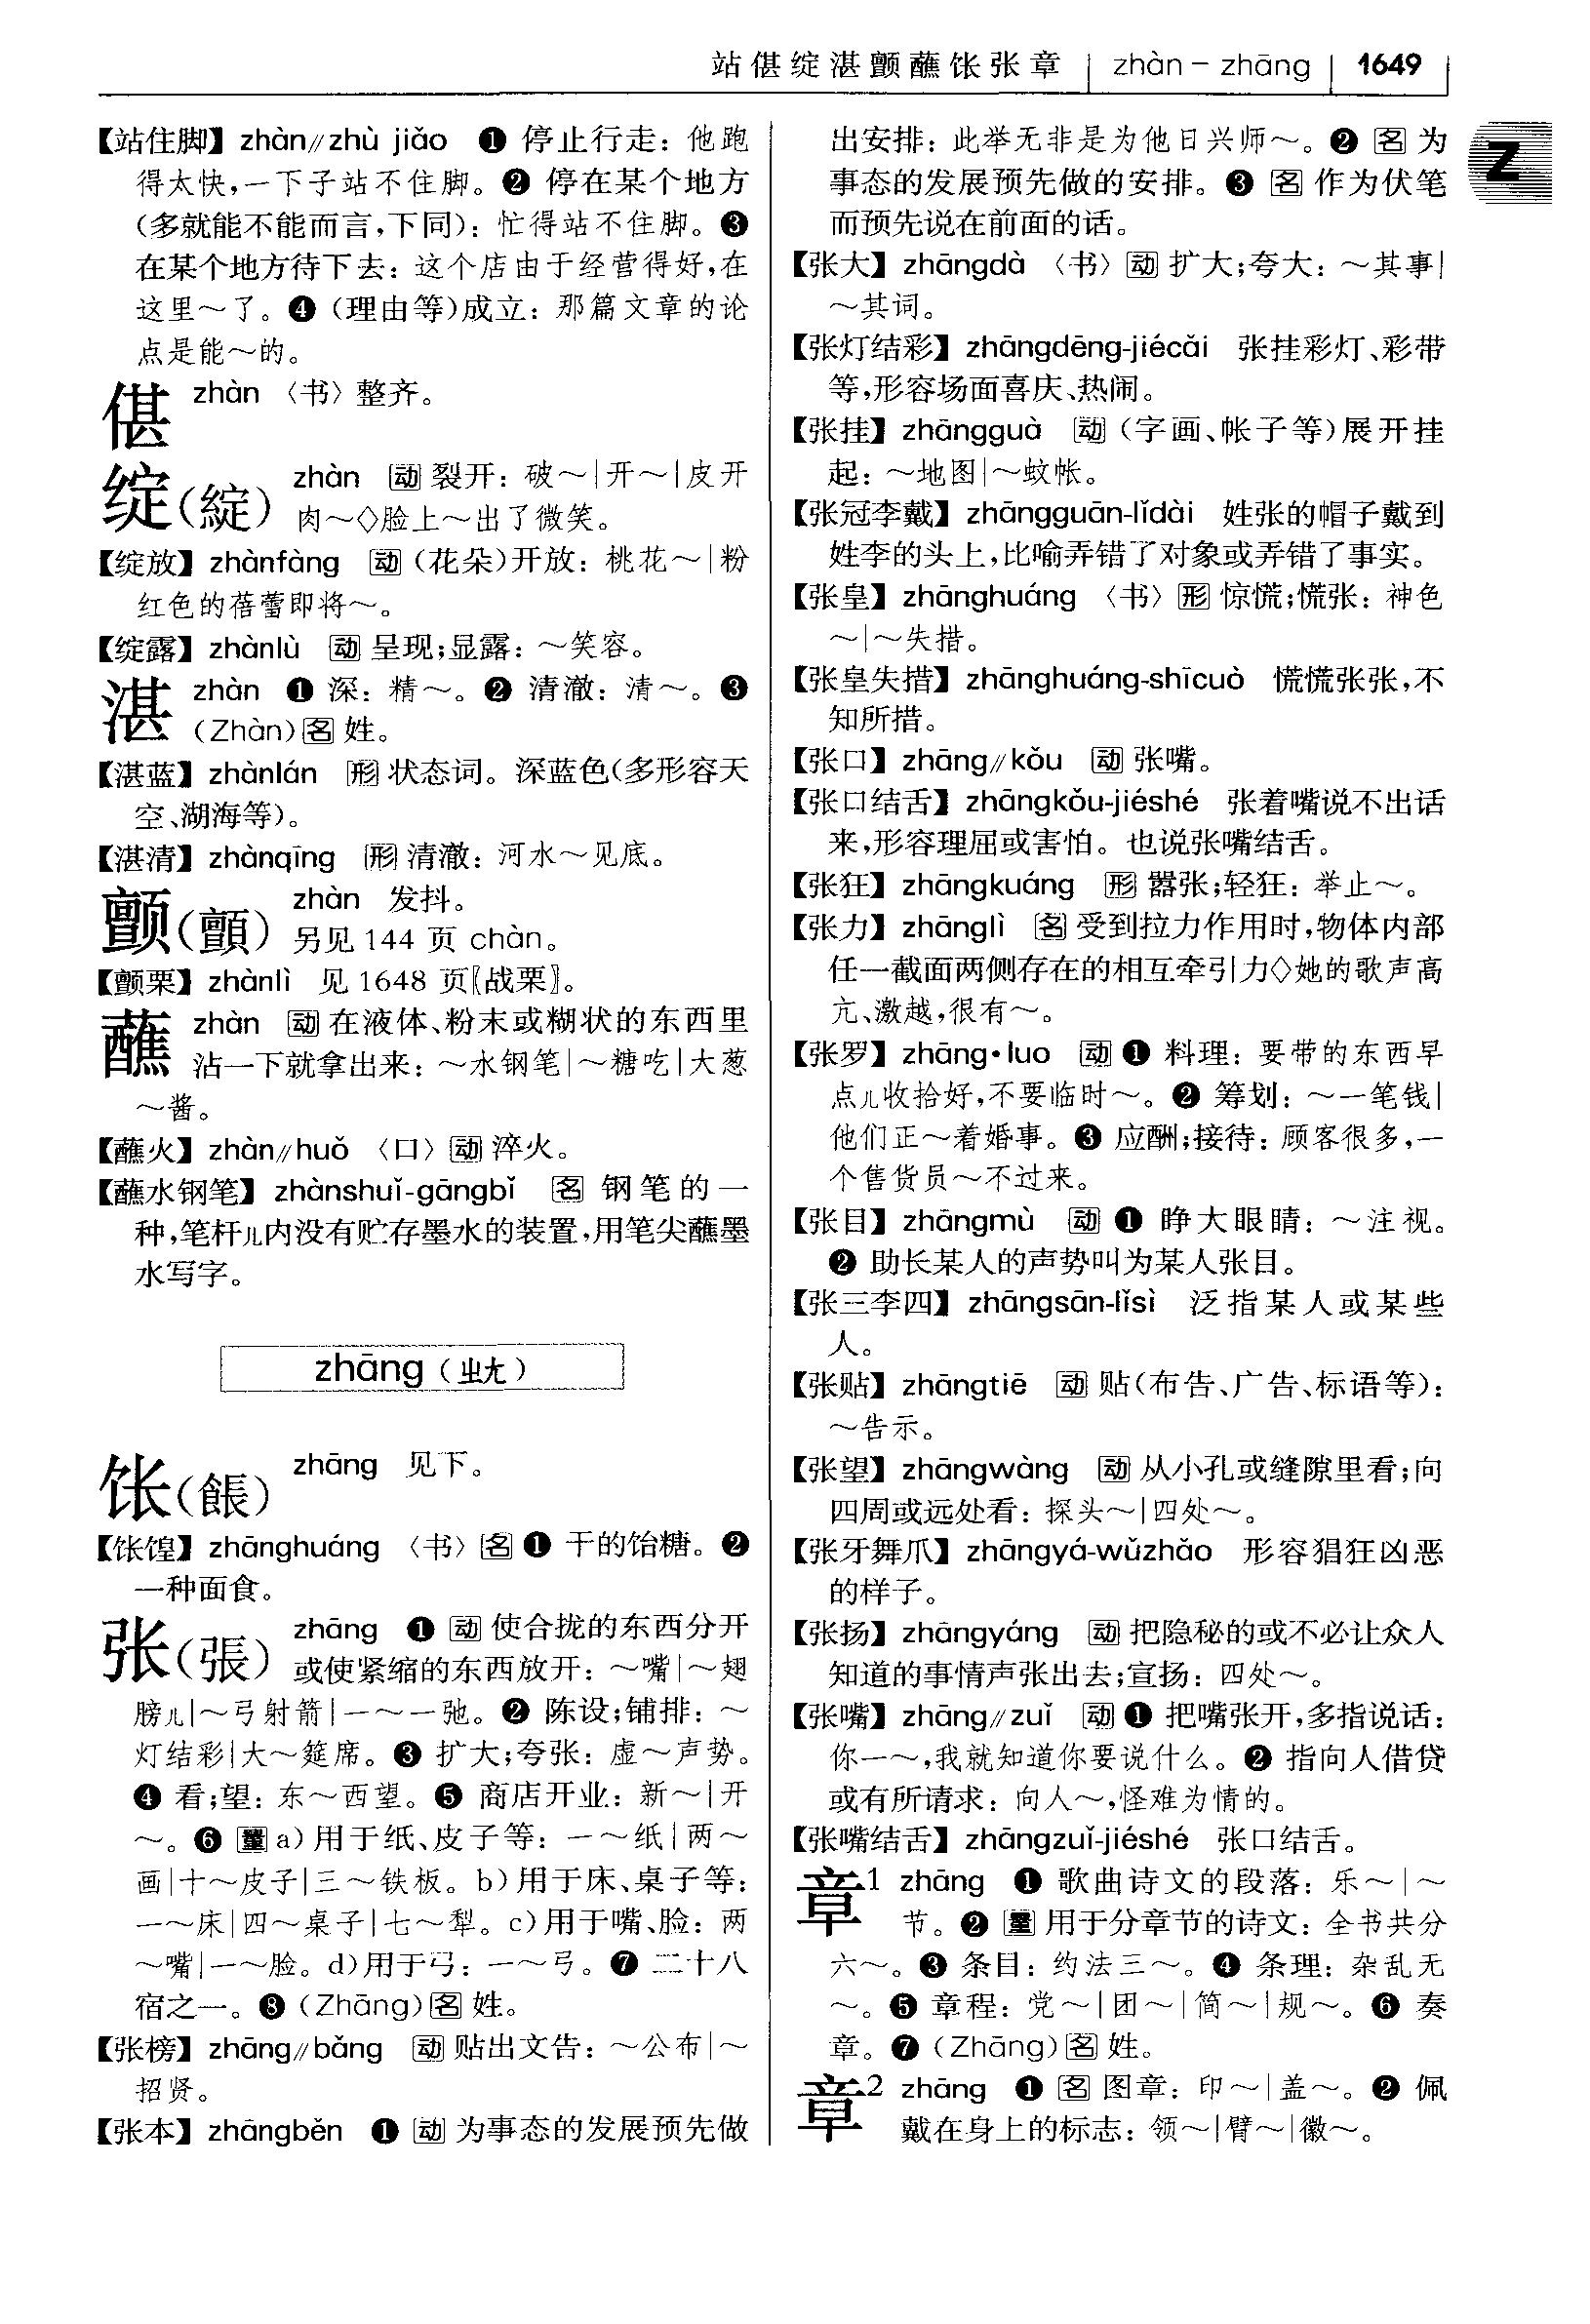 站偡绽湛颤蘸𫗠张章 | zhàn – zhāng | 1649
Z
【站住脚】 zhàn//zhù jiǎo ❶ 停止行走：他跑
得太快，一下子站不住脚。❷ 停在某个地方
（多就能不能而言，下同）：忙得站不住脚。❸
在某个地方待下去：这个店由于经营得好，在
这里～了。❹（理由等）成立：那篇文章的论
点是能～的。
偡 zhàn 〈书〉整齐。
绽（綻） zhàn 动 裂开：破～|开～|皮开
肉～◇脸上～出了微笑。
【绽放】 zhànfàng 动（花朵）开放：桃花～|粉
红色的蓓蕾即将～。
【绽露】 zhànlù 动 呈现；显露：～笑容。
湛 zhàn ❶ 深：精～。❷ 清澈：清～。❸
（Zhàn）名 姓。
【湛蓝】 zhànlán 形 状态词。深蓝色（多形容天
空、湖海等）。
【湛清】 zhànqīng 形 清澈：河水～见底。
颤（顫） zhàn 发抖。
另见 144 页 chàn。
【颤栗】 zhànlì 见 1648 页〖战栗〗。
蘸 zhàn 动 在液体、粉末或糊状的东西里
沾一下就拿出来：～水钢笔|～糖吃|大葱
～酱。
【蘸火】 zhàn//huǒ 〈口〉动 淬火。
【蘸水钢笔】 zhànshuǐ-gāngbǐ 名 钢笔的一
种，笔杆儿内没有贮存墨水的装置，用笔尖蘸墨
水写字。
zhāng（ㄓㄤ）
𫗠（餦） zhāng 见下。
【𫗠饾】 zhānghuáng 〈书〉名 ❶ 干的饴糖。❷
一种面食。
张（張） zhāng ❶ 动 使合拢的东西分开
或使紧缩的东西放开：～嘴|～翅
膀儿|～弓射箭|一～一弛。❷ 陈设；铺排：～
灯结彩|大～筵席。❸ 扩大；夸张：虚～声势。
❹ 看；望：东～西望。❺ 商店开业：新～|开
～。❻ 量 a）用于纸、皮子等：一～纸|两～
画|十～皮子|三～铁板。b）用于床、桌子等：
一～床|四～桌子|七～犁。c）用于嘴、脸：两
～嘴|一～脸。d）用于弓：一～弓。❼ 二十八
宿之一。❽（Zhāng）名 姓。
【张榜】 zhāng//bǎng 动 贴出文告：～公布|～
招贤。
【张本】 zhāngběn ❶ 动 为事态的发展预先做
出安排：此举无非是为他日兴师～。❷ 名 为
事态的发展预先做的安排。❸ 名 作为伏笔
而预先说在前面的话。
【张大】 zhāngdà 〈书〉动 扩大；夸大：～其事|
～其词。
【张灯结彩】 zhāngdēng-jiécǎi 张挂彩灯、彩带
等，形容场面喜庆、热闹。
【张挂】 zhāngguà 动（字画、帐子等）展开挂
起：～地图|～蚊帐。
【张冠李戴】 zhāngguān-lǐdài 姓张的帽子戴到
姓李的头上，比喻弄错了对象或弄错了事实。
【张皇】 zhānghuáng 〈书〉形 惊慌；慌张：神色
～|～失措。
【张皇失措】 zhānghuáng-shīcuò 慌慌张张，不
知所措。
【张口】 zhāng//kǒu 动 张嘴。
【张口结舌】 zhāngkǒu-jiéshé 张着嘴说不出话
来，形容理屈或害怕。也说张嘴结舌。
【张狂】 zhāngkuáng 形 嚣张；轻狂：举止～。
【张力】 zhānglì 名 受到拉力作用时，物体内部
任一截面两侧存在的相互牵引力◇她的歌声高
亢、激越，很有～。
【张罗】 zhāng•luo 动 ❶ 料理：要带的东西早
点儿收拾好，不要临时～。❷ 筹划：～一笔钱|
他们正～着婚事。❸ 应酬；接待：顾客很多，一
个售货员～不过来。
【张目】 zhāngmù 动 ❶ 睁大眼睛：～注视。
❷ 助长某人的声势叫为某人张目。
【张三李四】 zhāngsān-lǐsì 泛指某人或某些
人。
【张贴】 zhāngtiē 动 贴（布告、广告、标语等）：
～告示。
【张望】 zhāngwàng 动 从小孔或缝隙里看；向
四周或远处看：探头～|四处～。
【张牙舞爪】 zhāngyá-wǔzhǎo 形容猖狂凶恶
的样子。
【张扬】 zhāngyáng 动 把隐秘的或不必让众人
知道的事情声张出去；宣扬：四处～。
【张嘴】 zhāng//zuǐ 动 ❶ 把嘴张开，多指说话：
你一～，我就知道你要说什么。❷ 指向人借贷
或有所请求：向人～，怪难为情的。
【张嘴结舌】 zhāngzuǐ-jiéshé 张口结舌。
章¹ zhāng ❶ 歌曲诗文的段落：乐～|～
节。❷ 量 用于分章节的诗文：全书共分
六～。❸ 条目：约法三～。❹ 条理：杂乱无
～。❺ 章程：党～|团～|简～|规～。❻ 奏
章。❼（Zhāng）名 姓。
章² zhāng ❶ 名 图章：印～|盖～。❷ 佩
戴在身上的标志：领～|臂～|徽～。